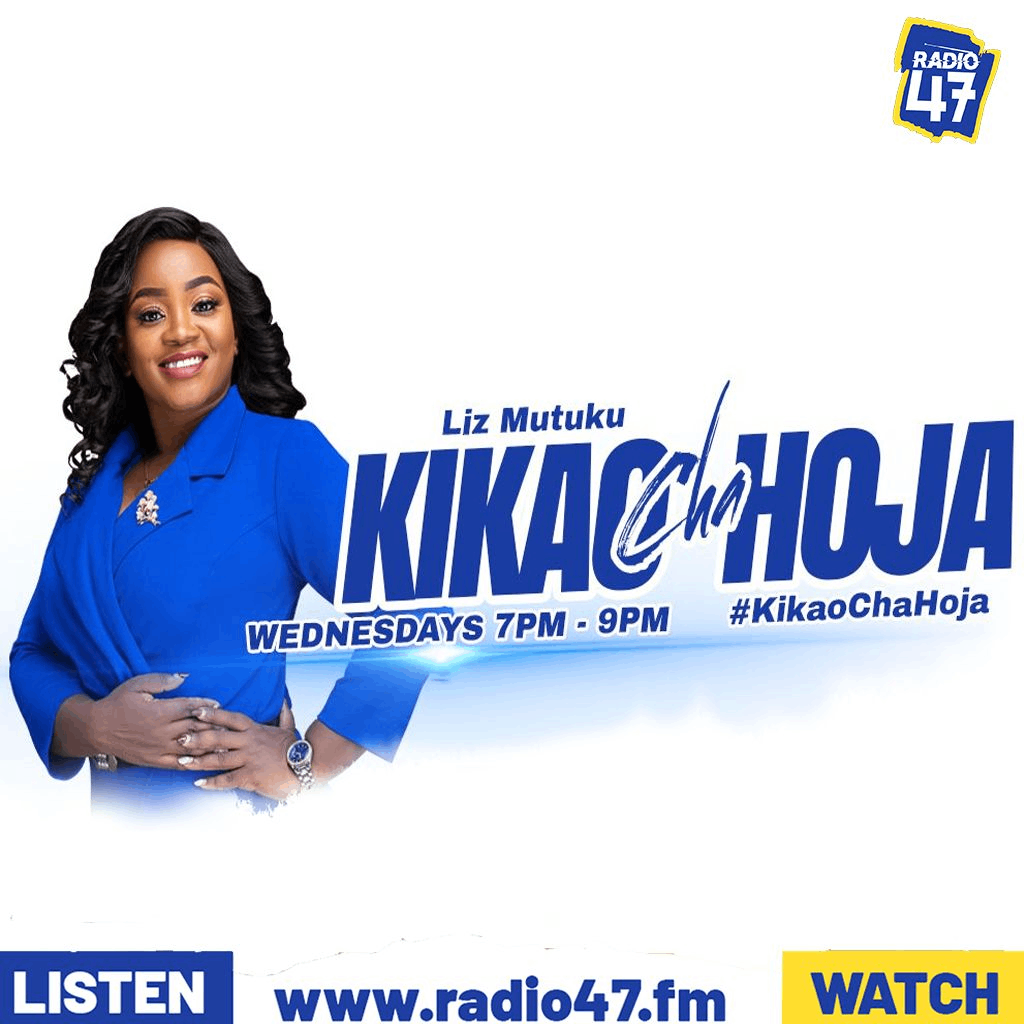 RADIO
47
Liz Mutuku
KIKAO Cha HOJA
WEDNESDAYS 7PM - 9PM
#KikaoChaHoja
LISTEN
www.radio47.fm
WATCH